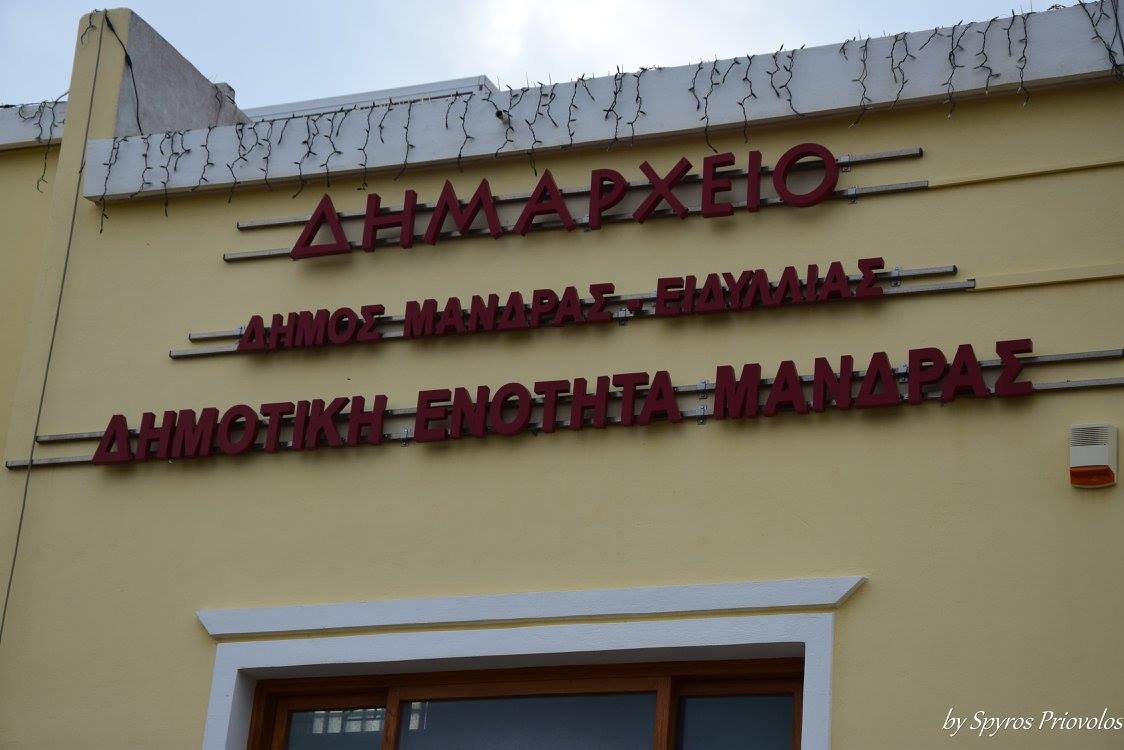 ΔΗΜΑΡΧΕΙΟ
ΔΗΜΟΣ ΜΑΝΔΡΑΣ - ΕΙΔΥΛΛΙΑΣ
ΔΗΜΟΤΙΚΗ ΕΝΟΤΗΤΑ ΜΑΝΔΡΑΣ
by Spyros Priovolos